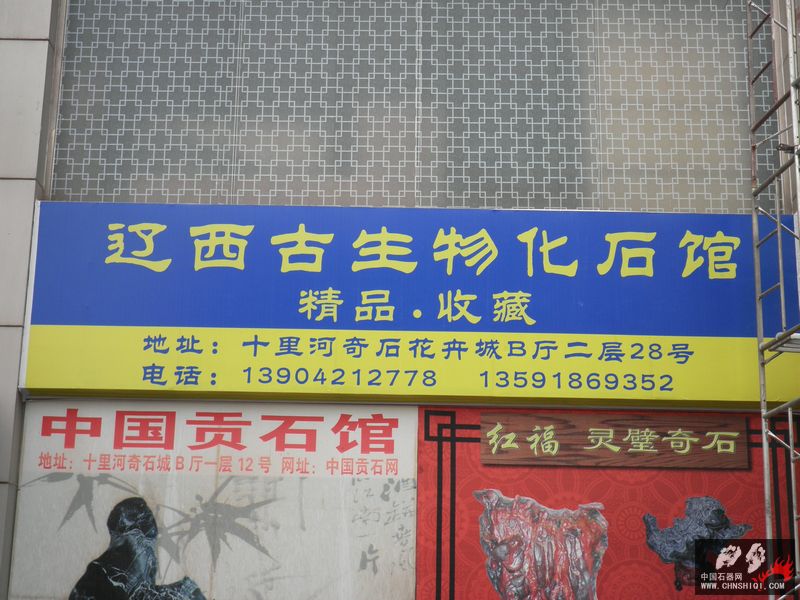 辽西古生物化石馆
精品.收藏
地址：十里河奇石花卉城B厅二层28号
电话：13904212778 13591869352
中国贡石馆
地址：十里河奇石城B厅一层12号 网址：中国贡石网
红福 灵璧奇石
中国石器网
WWW.CHNSHIQI.COM